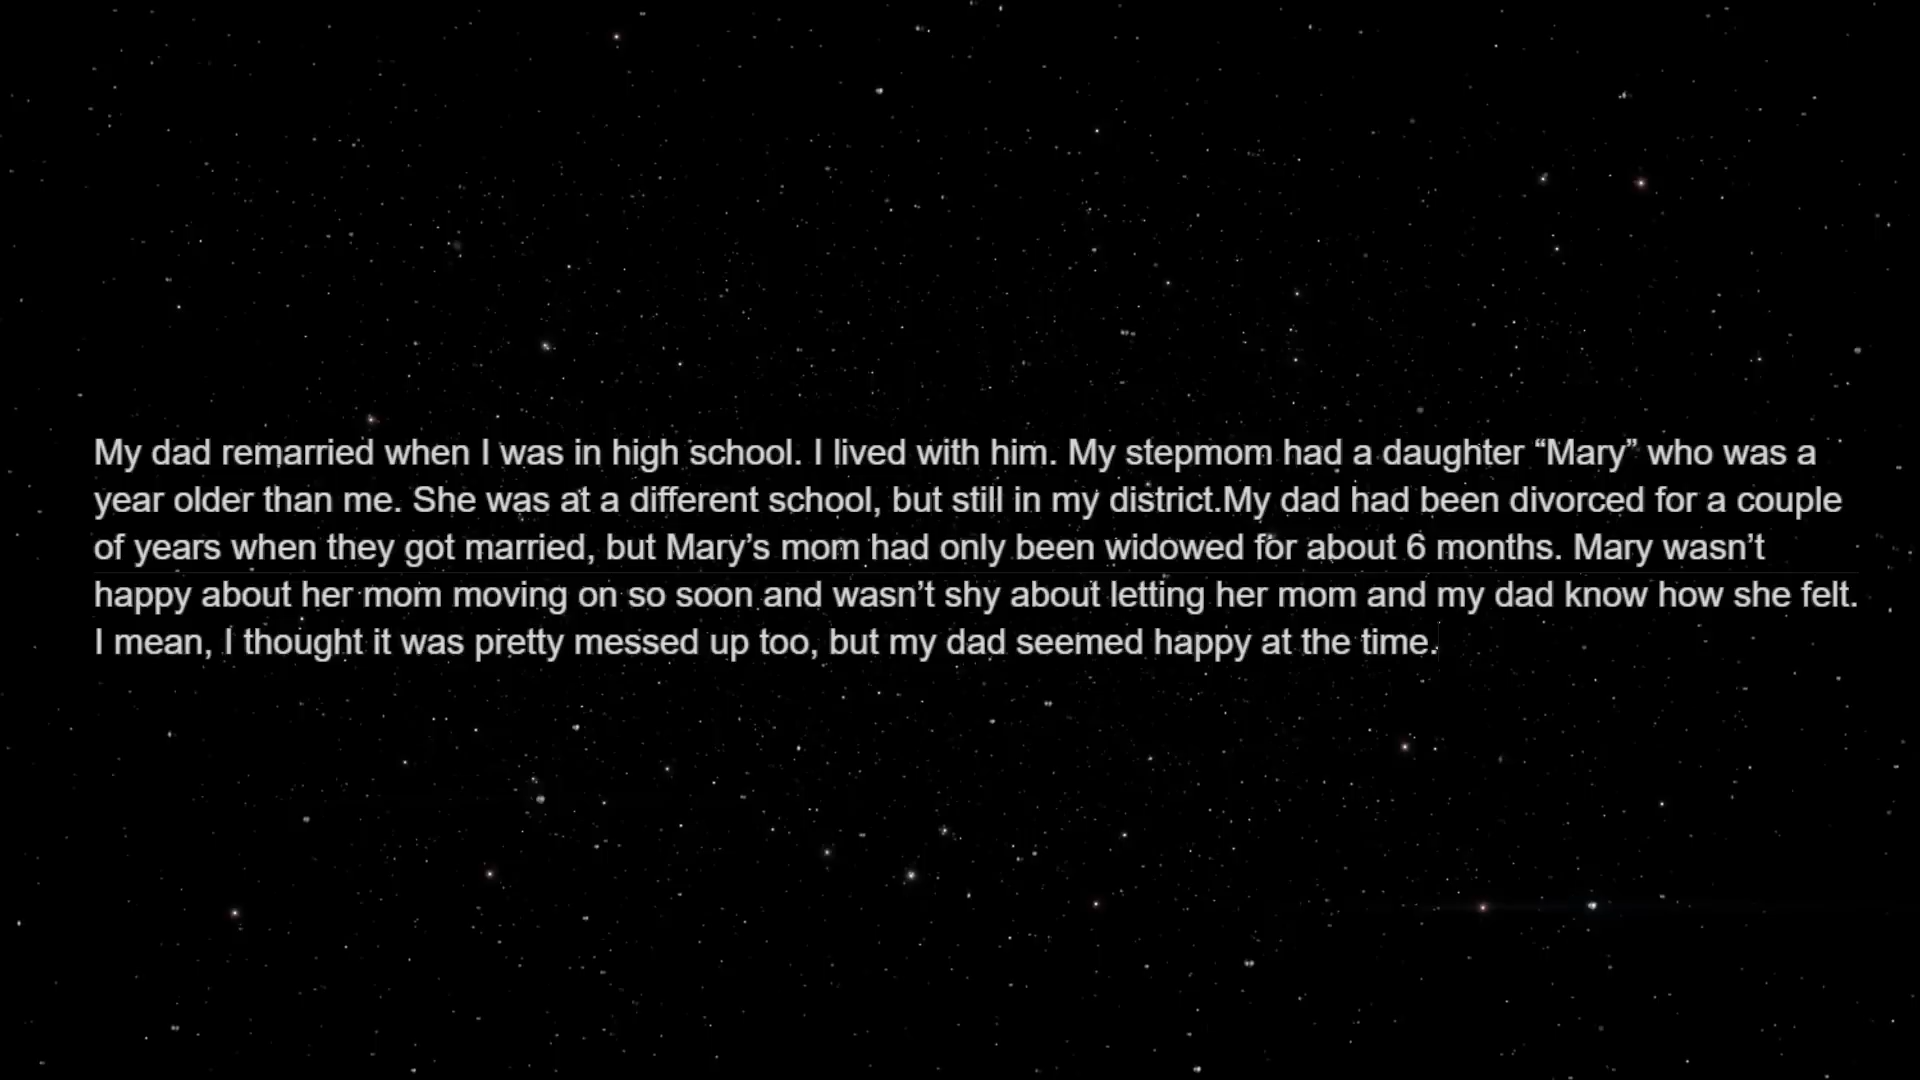 My dad remarried when I was in high school. I lived with him. My stepmom had a daughter “Mary” who was a
year older than me. She was at a different school, but still in my district.My dad had been divorced for a couple
of years when they got married, but Mary’s mom had only been widowed for about 6 months. Mary wasn’t
happy about her mom moving on so soon and wasn’t shy about letting her mom and my dad know how she felt.
I mean, I thought it was pretty messed up too, but my dad seemed happy at the time.